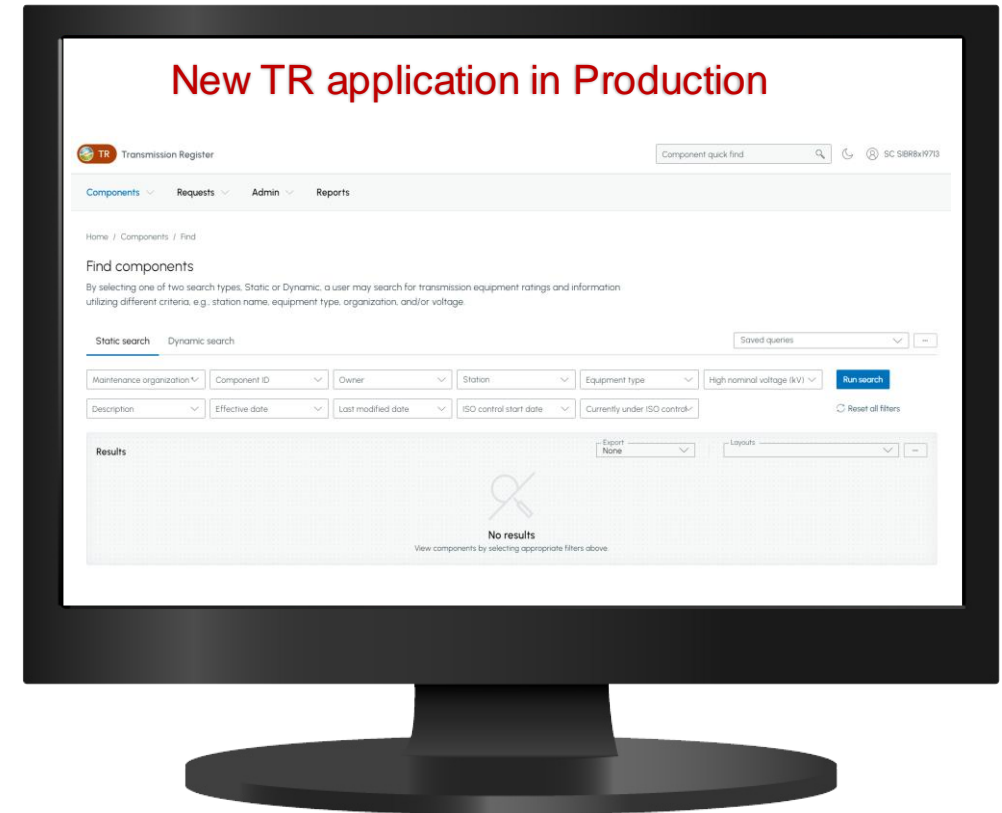 New TR application in Production
TR Transmission Register
Component quick find
SC SIBR8x19713
Components Requests Admin Reports
Home / Components / Find
Find components
By selecting one of two search types, Static or Dynamic, a user may search for transmission equipment ratings and information
utilizing different criteria, e.g., station name, equipment type, organization, and/or voltage.
Static search Dynamic search
Saved queries
Maintenance organization * Component ID Owner Station Equipment type High nominal voltage (kV) Run search
Description Effective date Last modified date ISO control start date Currently under ISO control Reset all filters
Results
Export
None
Layouts
No results
View components by selecting appropriate filters above.